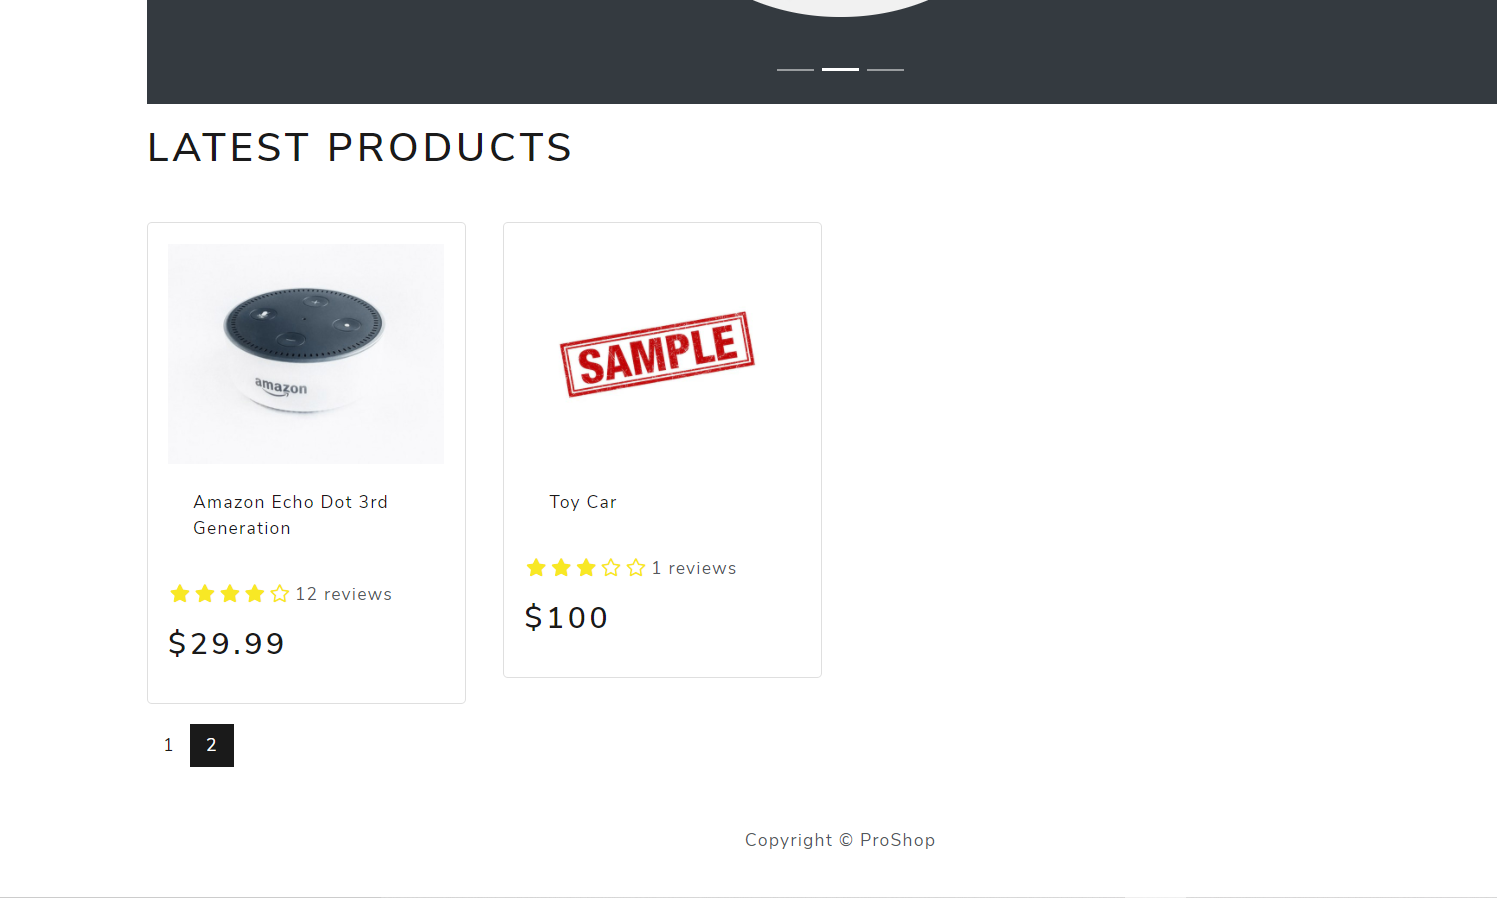 LATEST PRODUCTS
amazon
SAMPLE
Amazon Echo Dot 3rd
Generation
12 reviews
$29.99
Toy Car
1 reviews
$100
1 2
Copyright © ProShop